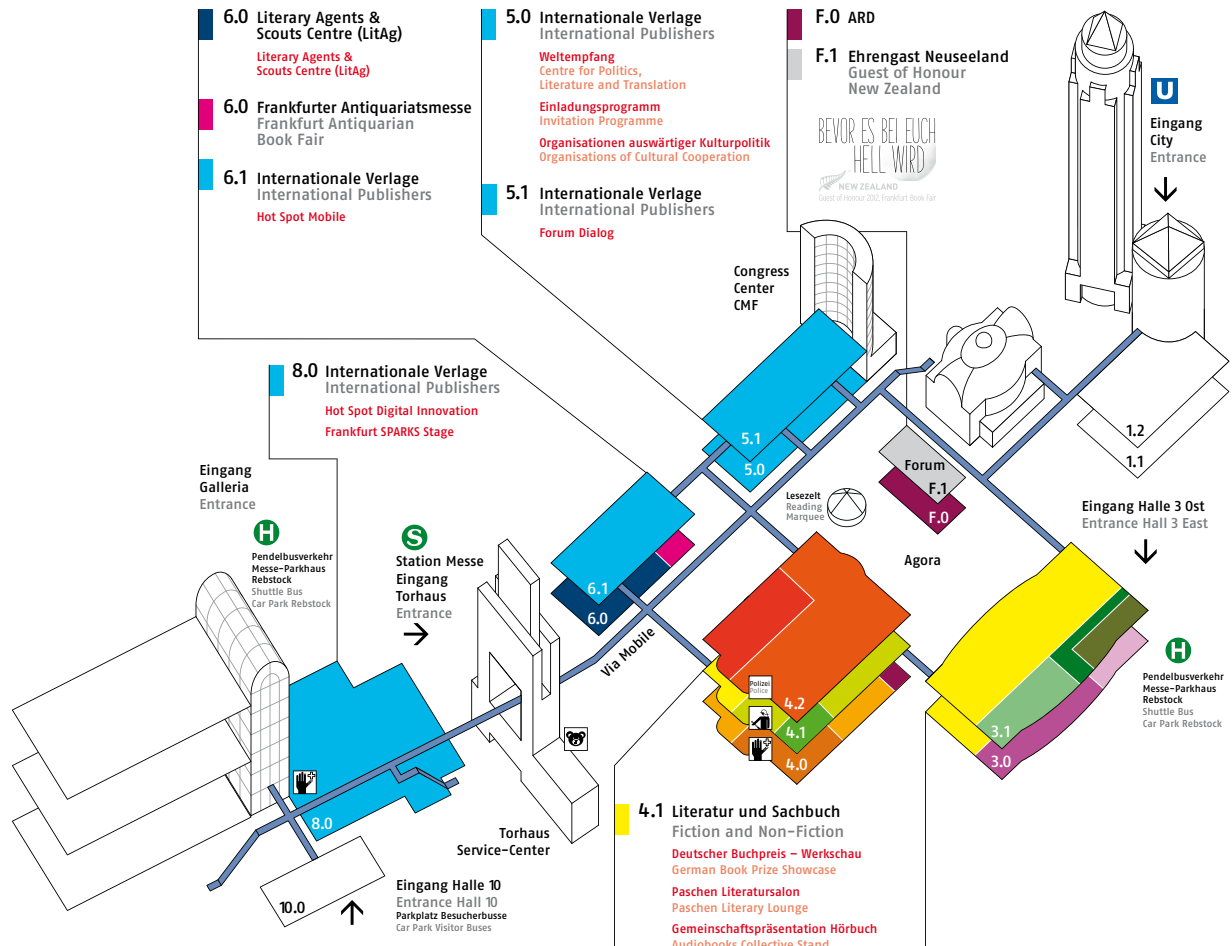 6.0 Literary Agents &
Scouts Centre (LitAg)
Literary Agents &
Scouts Centre (LitAg)
6.0 Frankfurter Antiquariatsmesse
Frankfurt Antiquarian
Book Fair
6.1 Internationale Verlage
International Publishers
Hot Spot Mobile
5.0 Internationale Verlage
International Publishers
Weltempfang
Centre for Politics,
Literature and Translation
Einladungsprogramm
Invitation Programme
Organisationen auswärtiger Kulturpolitik
Organisations of Cultural Cooperation
5.1 Internationale Verlage
International Publishers
Forum Dialog
F.0 ARD
F.1 Ehrengast Neuseeland
Guest of Honour
New Zealand
BEVOR ES BEI EUCH
HELL WIRD
NEW ZEALAND
Guest of Honour 2012, Frankfurt Book Fair
U
Eingang
City
Entrance
Congress
Center
CMF
8.0 Internationale Verlage
International Publishers
Hot Spot Digital Innovation
Frankfurt SPARKS Stage
Eingang
Galleria
Entrance
H
Pendelbusverkehr
Messe-Parkhaus
Rebstock
Shuttle Bus
Car Park Rebstock
S
Station Messe
Eingang
Torhaus
Entrance
5.1
5.0
1.2
1.1
Forum
F.1
F.0
Lesezelt
Reading
Marquee
Agora
Eingang Halle 3 Ost
Entrance Hall 3 East
6.1
6.0
Via Mobile
Polizei
Police
4.2
4.1
4.0
3.1
3.0
H
Pendelbusverkehr
Messe-Parkhaus
Rebstock
Shuttle Bus
Car Park Rebstock
8.0
Torhaus
Service-Center
10.0
Eingang Halle 10
Entrance Hall 10
Parkplatz Besucherbusse
Car Park Visitor Buses
4.1 Literatur und Sachbuch
Fiction and Non-Fiction
Deutscher Buchpreis – Werkschau
German Book Prize Showcase
Paschen Literatursalon
Paschen Literary Lounge
Gemeinschaftspräsentation Hörbuch
Audiobooks Collective Stand